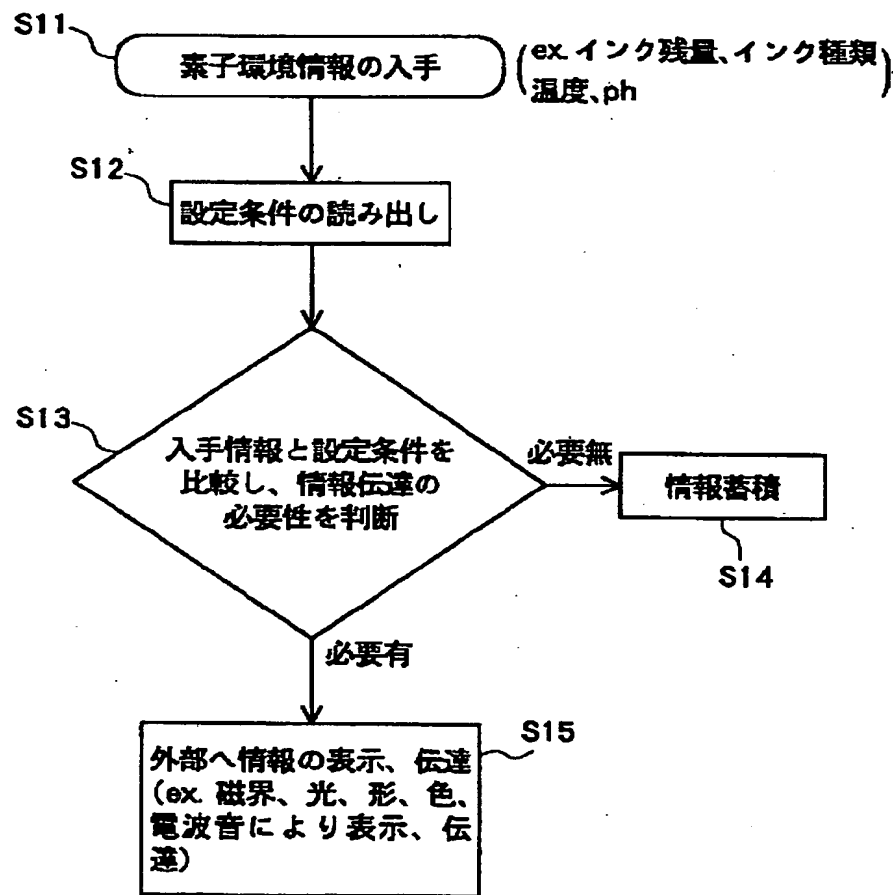 S11
素子環境情報の入手
(ex. インク残量、インク種類
温度、ph)
S12
設定条件の読み出し
S13
入手情報と設定条件を
比較し、情報伝達の
必要性を判断
必要無
情報蓄積
S14
必要有
S15
外部へ情報の表示、伝達
(ex. 磁界、光、形、色、
電波音により表示、伝
達)